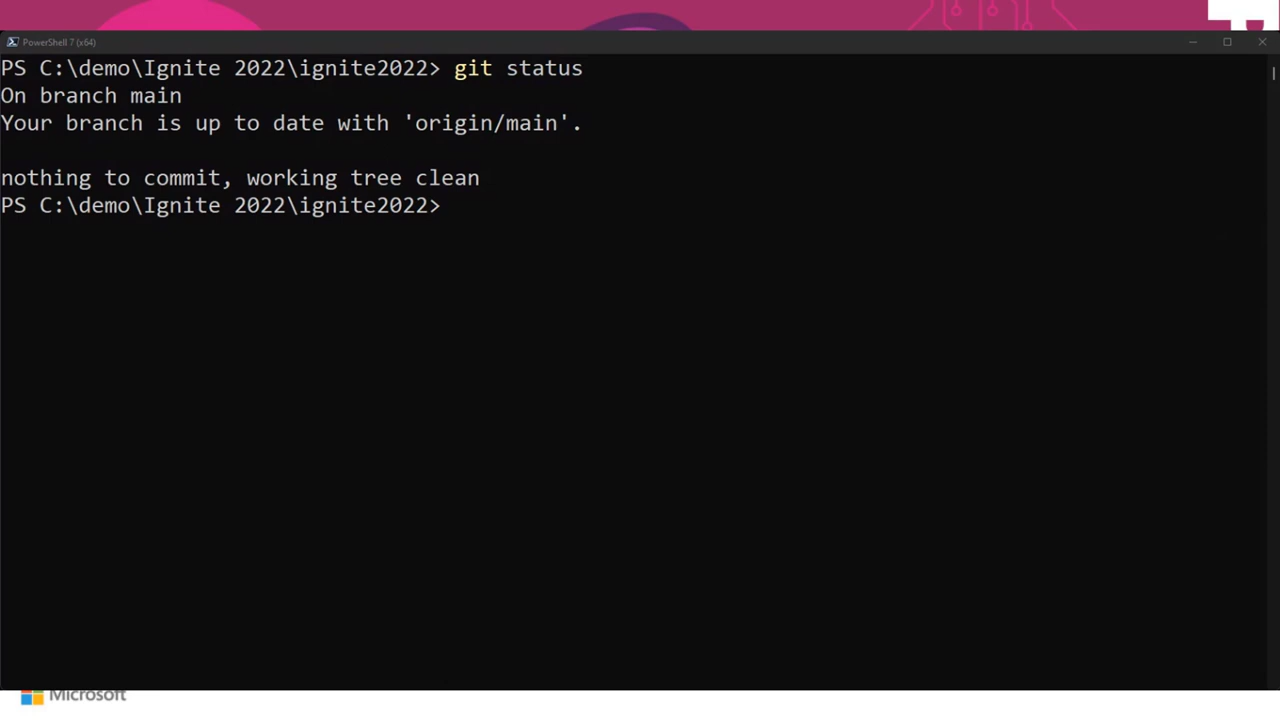 PowerShell 7 (x64)
PS C:\demo\Ignite 2022\ignite2022> git status
On branch main
Your branch is up to date with 'origin/main'.
nothing to commit, working tree clean
PS C:\demo\Ignite 2022\ignite2022>
Microsoft